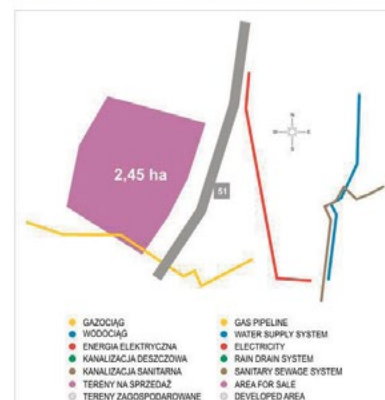 N
W E
S
2,45 ha
51
GAZOCIĄG
WODOCIĄG
ENERGIA ELEKTRYCZNA
KANALIZACJA DESZCZOWA
KANALIZACJA SANITARNA
TERENY NA SPRZEDAŻ
TERENY ZAGOSPODAROWANE
GAS PIPELINE
WATER SUPPLY SYSTEM
ELECTRICITY
RAIN DRAIN SYSTEM
SANITARY SEWAGE SYSTEM
AREA FOR SALE
DEVELOPED AREA